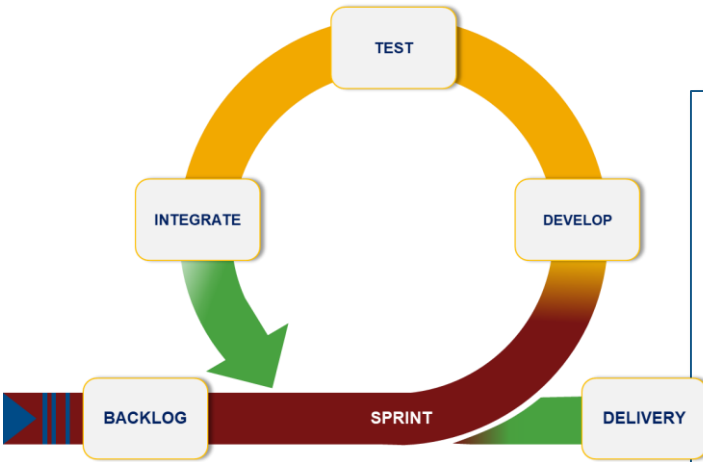 TEST
INTEGRATE
DEVELOP
BACKLOG
SPRINT
DELIVERY